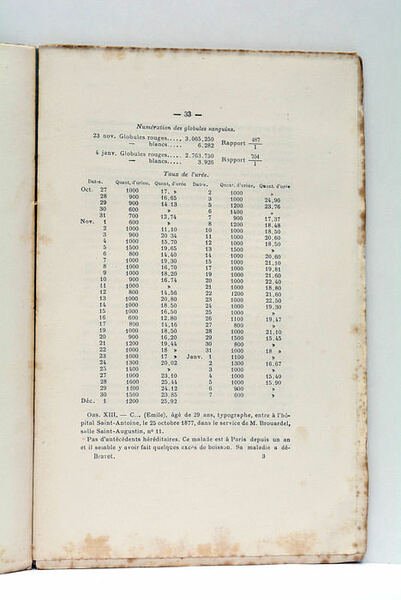 — 33 —
Numération des globules sanguins.
23 nov. Globules rouges..... 3.065,250 Rapport 487/1
— blancs..... 6.282
4 janv. Globules rouges..... 2.763,750 Rapport 704/1
— blancs..... 3.926
Taux de l'urée.
Dates. Quant. d'urine. Quant. d'urée Dates. Quant. d'urine. Quant. d'urée
Oct. 27 1000 17, » 2 1000 »
28 900 16,65 3 1000 24,90
29 900 14 13 5 1200 23,76
30 600 » 6 1400 »
31 700 12,74 7 900 17,37
Nov. 1 600 » 8 1200 18,48
2 1000 11,10 9 1000 18,50
3 900 20 34 11 1000 20,60
4 1000 15,70 12 1000 18,50
5 1500 19,65 13 1500 »
6 800 14,40 14 1000 20,60
7 1000 19,30 15 1000 21,10
8 1000 16,70 18 1000 19,81
9 1000 18,20 19 1000 21,60
10 900 16,74 20 1000 22,40
11 1000 » 21 1000 18,80
12 800 14,56 22 1200 21,60
13 1000 20,80 23 1000 22,50
14 1000 18,50 24 1000 19,30
15 1000 16,50 25 1000 »
16 600 12,80 26 1100 19,47
17 800 14,16 27 800 »
19 1000 18,50 28 1000 21,10
20 900 16,20 29 1500 15,45
21 1200 19,44 30 800 »
22 1000 18 » 31 1000 18 »
23 1000 17 » Janv. 1 1100 »
24 1300 20,02 2 1300 16,67
25 1400 » 3 1000 »
27 1000 23,10 4 1000 15,40
28 1600 25,44 5 1000 15,90
29 1100 24,12 6 900 »
30 1500 23,85 7 600 »
Déc. 1 1200 25,92
Obs. XIII. — C... (Emile), âgé de 29 ans, typographe, entre à l'hô-
pital Saint-Antoine, le 25 octobre 1877, dans le service de M. Brouardel,
salle Saint-Augustin, n° 11.
Pas d'antécédents héréditaires. Ce malade est à Paris depuis un an
et il semble y avoir fait quelques excès de boisson. Sa maladie a dé-
3